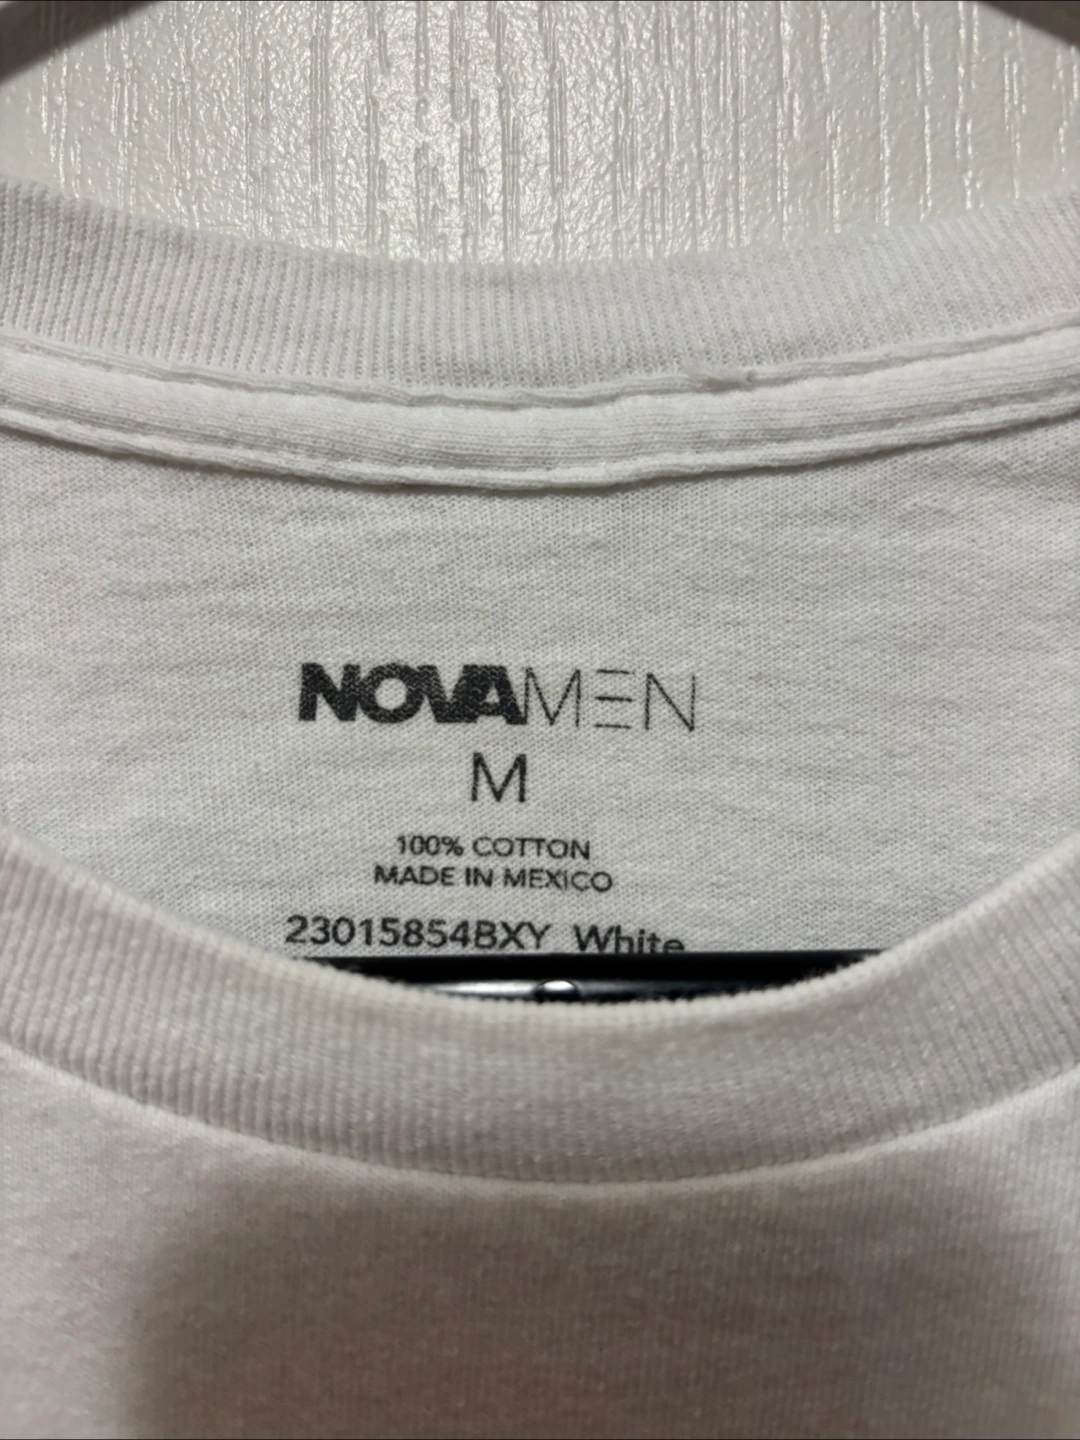 NOVAMEN
M
100% COTTON
MADE IN MEXICO
23015854BXY White